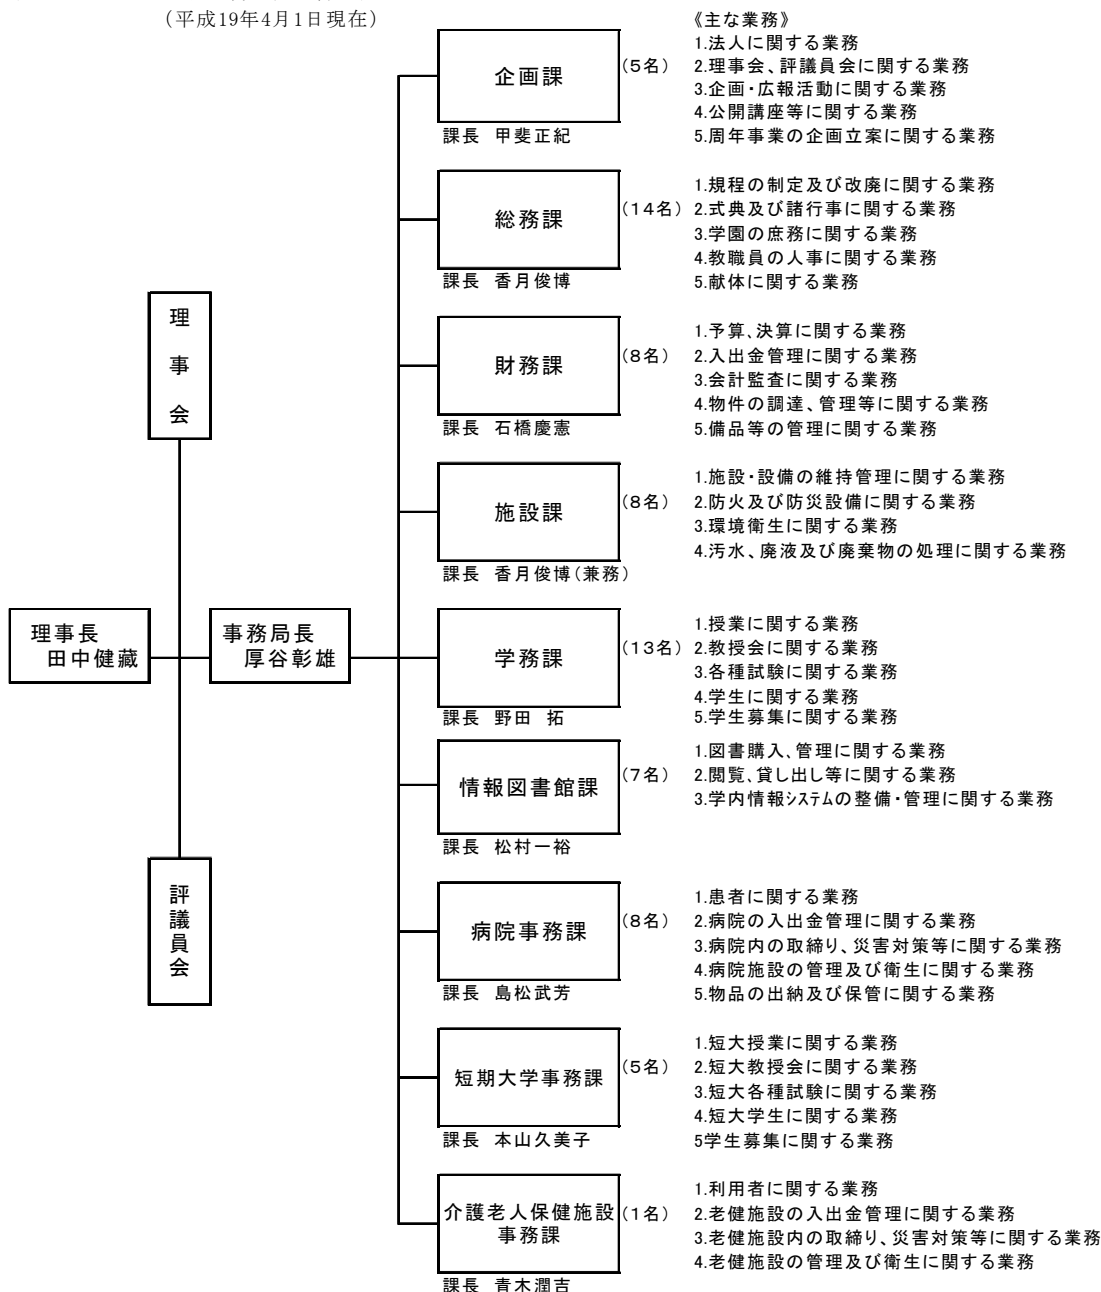 （平成19年4月1日現在）
《主な業務》
企画課
（5名）
課長 甲斐正紀
1.法人に関する業務
2.理事会、評議員会に関する業務
3.企画・広報活動に関する業務
4.公開講座等に関する業務
5.周年事業の企画立案に関する業務
総務課
（14名）
課長 香月俊博
1.規程の制定及び改廃に関する業務
2.式典及び諸行事に関する業務
3.学園の庶務に関する業務
4.教職員の人事に関する業務
5.献体に関する業務
理事会
財務課
（8名）
課長 石橋慶憲
1.予算、決算に関する業務
2.入出金管理に関する業務
3.会計監査に関する業務
4.物件の調達、管理等に関する業務
5.備品等の管理に関する業務
施設課
（8名）
課長 香月俊博（兼務）
1.施設・設備の維持管理に関する業務
2.防火及び防災設備に関する業務
3.環境衛生に関する業務
4.汚水、廃液及び廃棄物の処理に関する業務
理事長
田中健藏
事務局長
厚谷彰雄
学務課
（13名）
課長 野田 拓
1.授業に関する業務
2.教授会に関する業務
3.各種試験に関する業務
4.学生に関する業務
5.学生募集に関する業務
情報図書館課
（7名）
課長 松村一裕
1.図書購入、管理に関する業務
2.閲覧、貸し出し等に関する業務
3.学内情報ｼｽﾃﾑの整備・管理に関する業務
評議員会
病院事務課
（8名）
課長 島松武芳
1.患者に関する業務
2.病院の入出金管理に関する業務
3.病院内の取締り、災害対策等に関する業務
4.病院施設の管理及び衛生に関する業務
5.物品の出納及び保管に関する業務
短期大学事務課
（5名）
課長 本山久美子
1.短大授業に関する業務
2.短大教授会に関する業務
3.短大各種試験に関する業務
4.短大学生に関する業務
5学生募集に関する業務
介護老人保健施設
事務課
（1名）
課長 青木潤吉
1.利用者に関する業務
2.老健施設の入出金管理に関する業務
3.老健施設内の取締り、災害対策等に関する業務
4.老健施設の管理及び衛生に関する業務